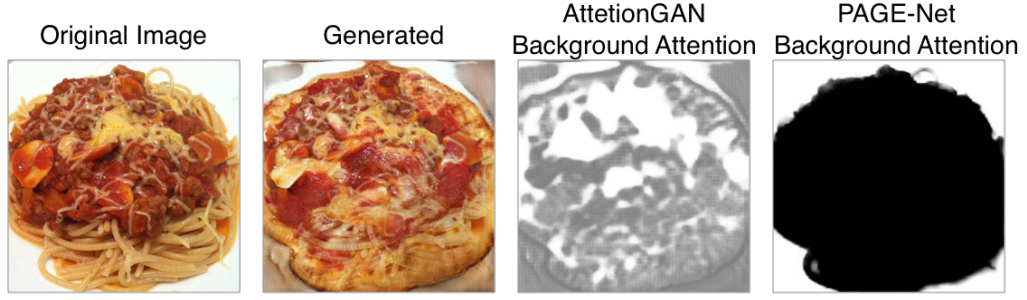 Original Image
Generated
AttetionGAN
Background Attention
PAGE-Net
Background Attention